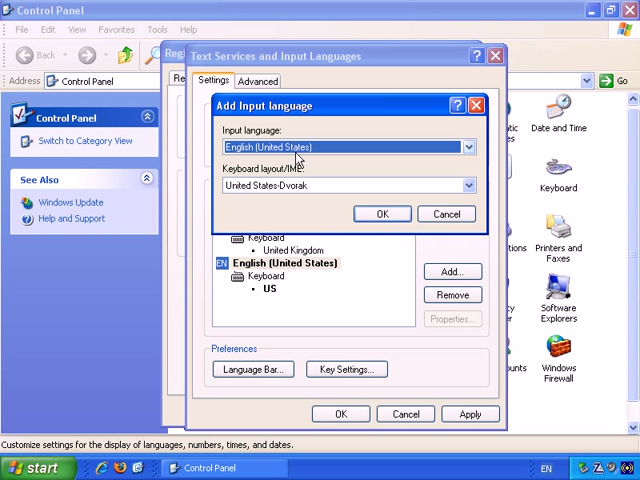 Control Panel
File Edit View Favorites Tools Help
Back
Address Control Panel Go
Control Panel
Switch to Category View
See Also
Windows Update
Help and Support
Text Services and Input Languages
Settings Advanced
Add Input language
Input language:
English (United States)
Keyboard layout/IME:
United States-Dvorak
OK Cancel
Keyboard
United Kingdom
EN English (United States)
Keyboard
US
Add...
Remove
Properties...
Preferences
Language Bar... Key Settings...
OK Cancel Apply
Date and Time
Keyboard
Printers and
Faxes
Software
Explorers
Windows
Firewall
Customize settings for the display of languages, numbers, times, and dates.
start Control Panel EN